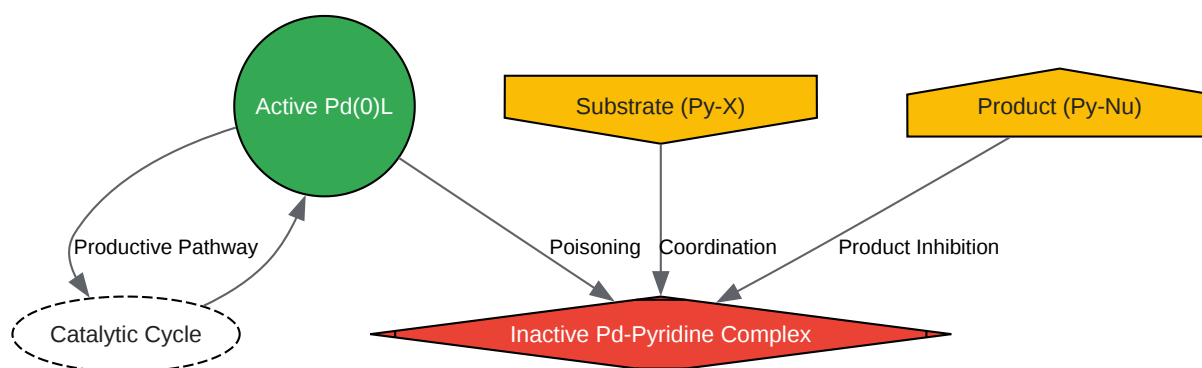 Active Pd(0)L
Substrate (Py-X)
Product (Py-Nu)
Productive Pathway
Poisoning
Coordination
Product Inhibition
Catalytic Cycle
Inactive Pd-Pyridine Complex